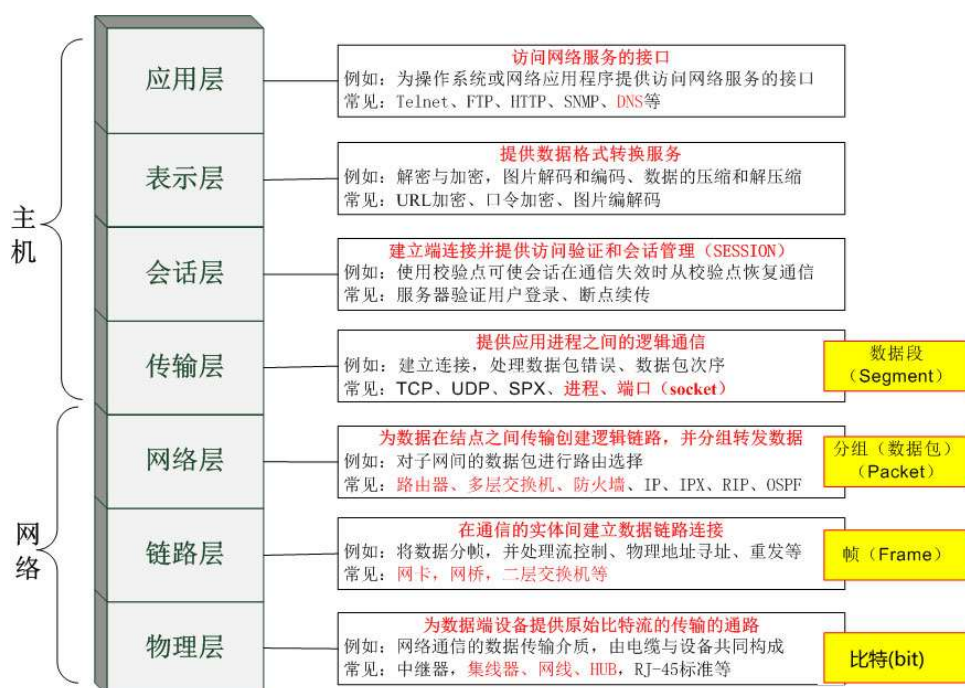 应用层
访问网络服务的接口
例如：为操作系统或网络应用程序提供访问网络服务的接口
常见：Telnet、FTP、HTTP、SNMP、DNS等
表示层
提供数据格式转换服务
例如：解密与加密，图片解码和编码、数据的压缩和解压缩
常见：URL加密、口令加密、图片编解码
主机
会话层
建立端连接并提供访问验证和会话管理（SESSION）
例如：使用校验点可使会话在通信失效时从校验点恢复通信
常见：服务器验证用户登录、断点续传
传输层
提供应用进程之间的逻辑通信
例如：建立连接，处理数据包错误、数据包次序
常见：TCP、UDP、SPX、进程、端口（socket）
数据段
（Segment）
网络层
为数据在结点之间传输创建逻辑链路，并分组转发数据
例如：对子网间的数据包进行路由选择
常见：路由器、多层交换机、防火墙、IP、IPX、RIP、OSPF
分组（数据包）
（Packet）
网络
链路层
在通信的实体间建立数据链路连接
例如：将数据分帧，并处理流控制、物理地址寻址、重发等
常见：网卡，网桥，二层交换机等
帧（Frame）
物理层
为数据端设备提供原始比特流的传输的通路
例如：网络通信的数据传输介质，由电缆与设备共同构成
常见：中继器，集线器、网线、HUB，RJ-45标准等
比特(bit)